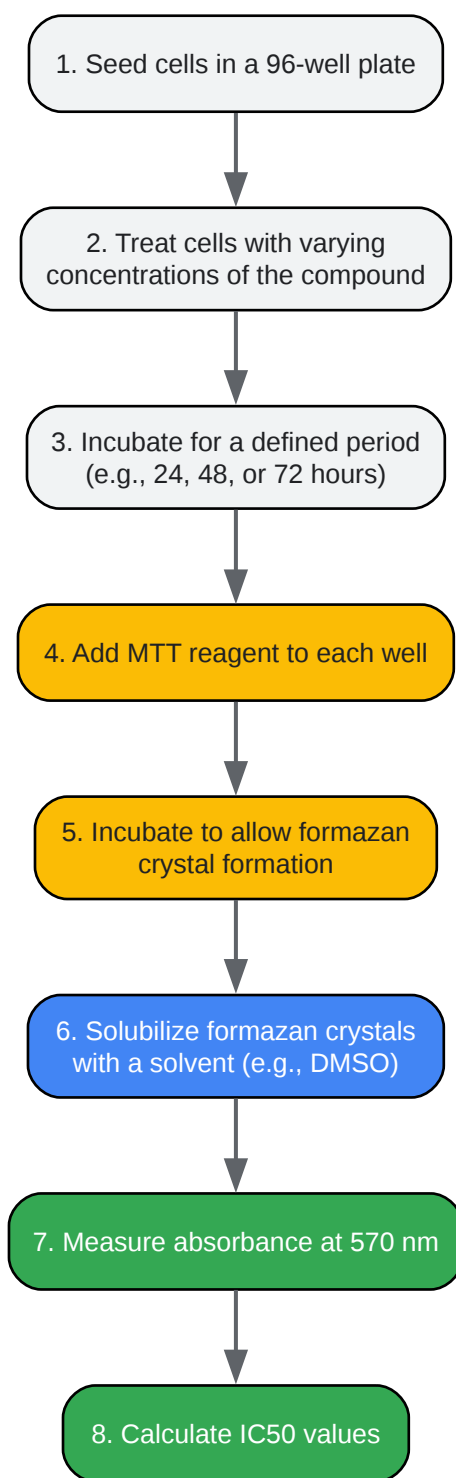 1. Seed cells in a 96-well plate
2. Treat cells with varying
concentrations of the compound
3. Incubate for a defined period
(e.g., 24, 48, or 72 hours)
4. Add MTT reagent to each well
5. Incubate to allow formazan
crystal formation
6. Solubilize formazan crystals
with a solvent (e.g., DMSO)
7. Measure absorbance at 570 nm
8. Calculate IC50 values